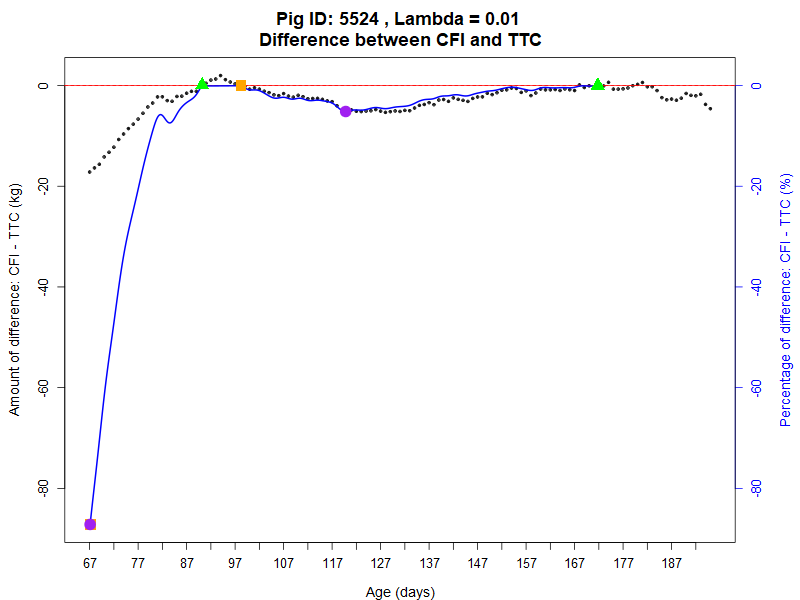 Pig ID: 5524 , Lambda = 0.01
Difference between CFI and TTC
Amount of difference: CFI - TTC (kg)
0
-20
-40
-60
-80
0
-20
-40
-60
-80
Percentage of difference: CFI - TTC (%)
67 77 87 97 107 117 127 137 147 157 167 177 187
Age (days)